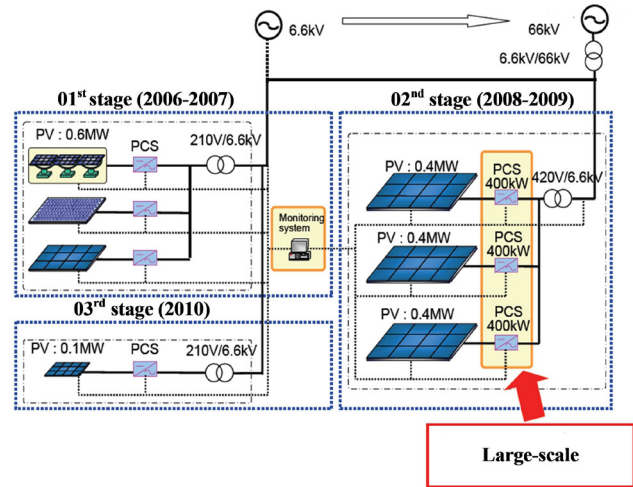 6.6kV
66kV
6.6kV/66kV
01st stage (2006-2007)
02nd stage (2008-2009)
PV : 0.6MW
PCS
210V/6.6kV
PV : 0.4MW
PCS
400kW
420V/6.6kV
Monitoring
system
PV : 0.4MW
PCS
400kW
PV : 0.4MW
PCS
400kW
03rd stage (2010)
PV : 0.1MW
PCS
210V/6.6kV
Large-scale